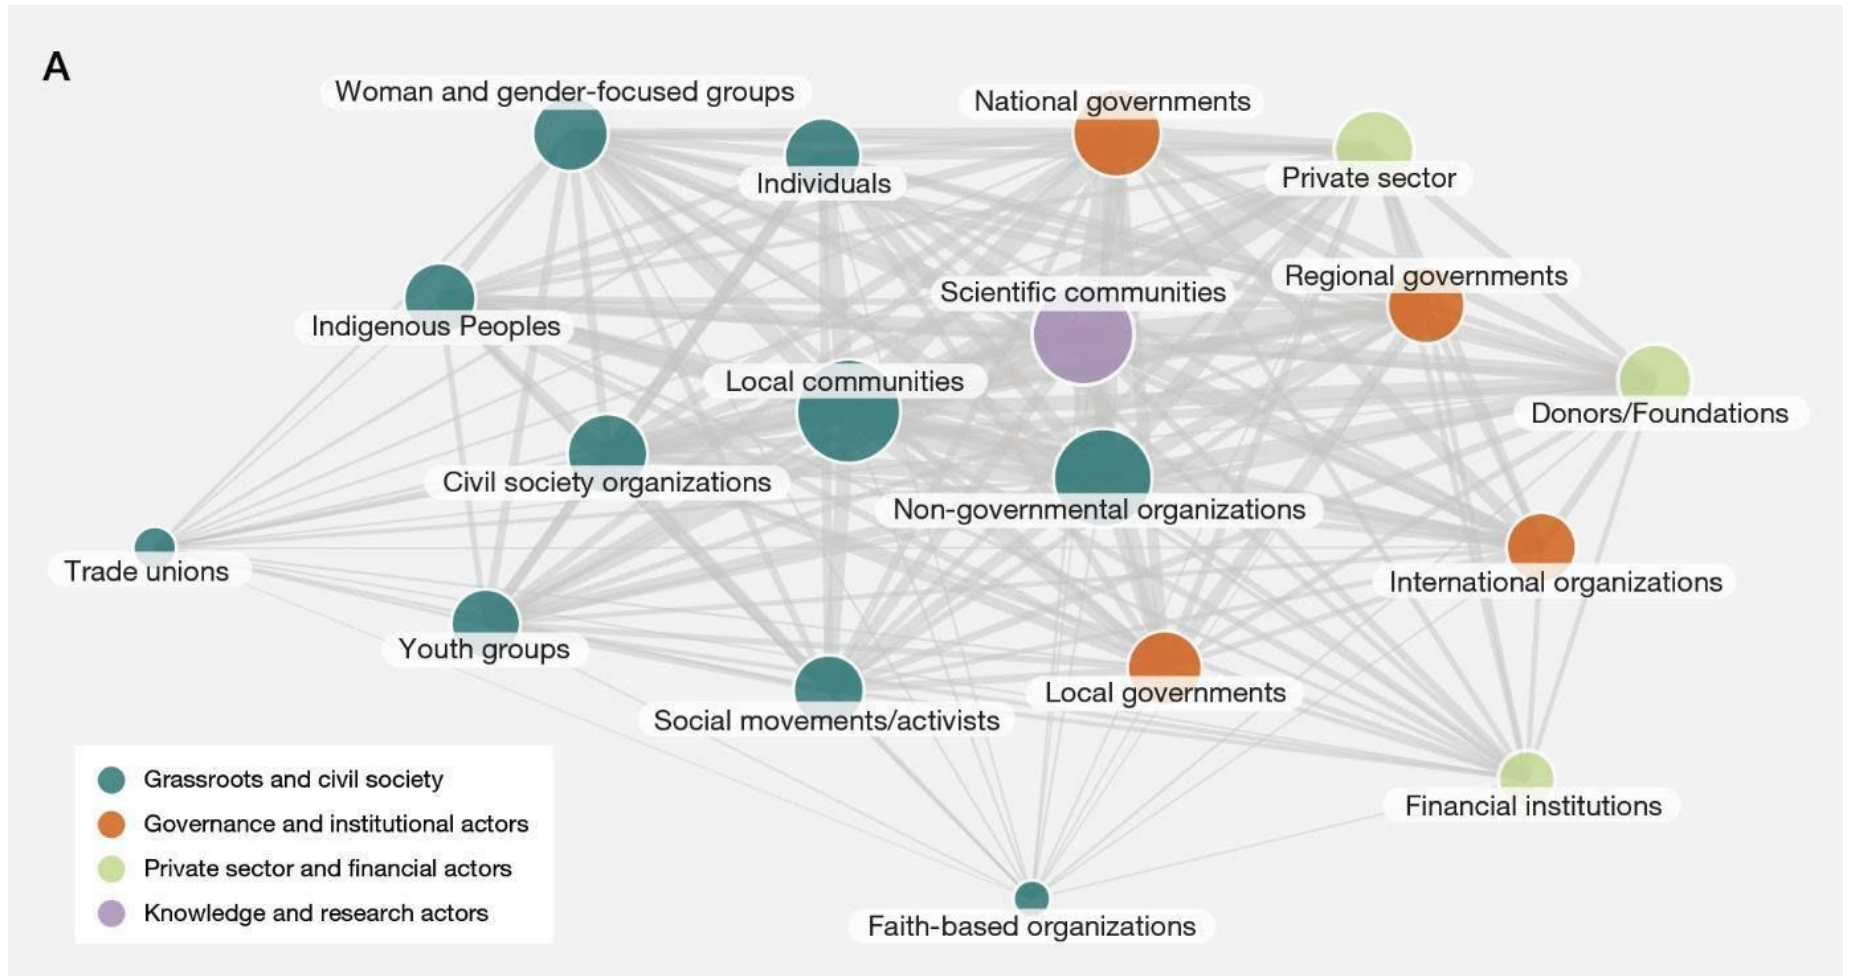 A
Woman and gender-focused groups
National governments
Individuals
Private sector
Scientific communities
Regional governments
Indigenous Peoples
Local communities
Donors/Foundations
Civil society organizations
Non-governmental organizations
Trade unions
International organizations
Youth groups
Social movements/activists
Local governments
Financial institutions
Faith-based organizations
Grassroots and civil society
Governance and institutional actors
Private sector and financial actors
Knowledge and research actors